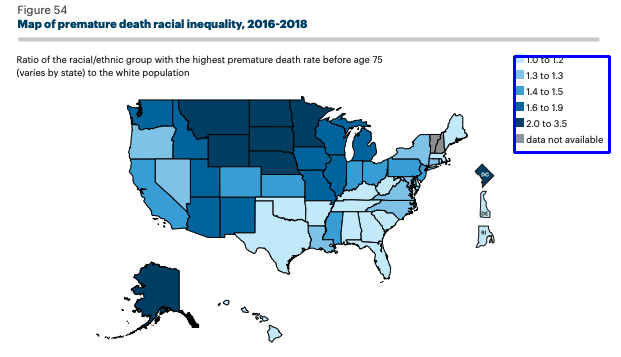 Figure 54
Map of premature death racial inequality, 2016-2018
Ratio of the racial/ethnic group with the highest premature death rate before age 75
(varies by state) to the white population
1.0 to 1.2
1.3 to 1.3
1.4 to 1.5
1.6 to 1.9
2.0 to 3.5
data not available
DC
DE
RI